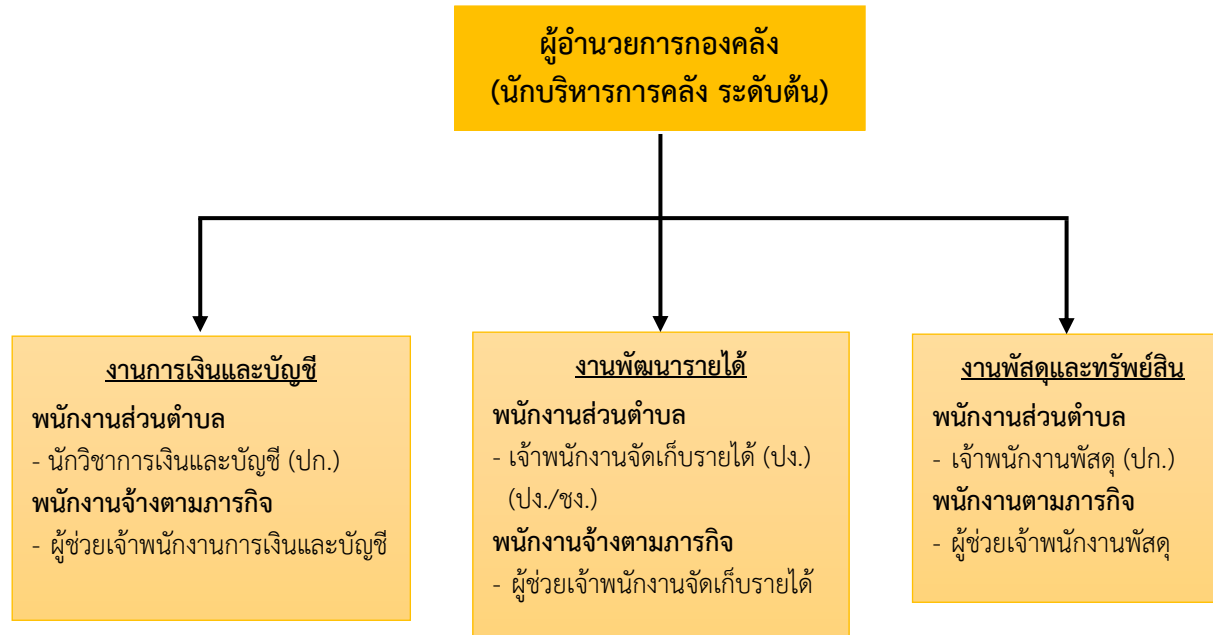 ผู้อำนวยการกองคลัง
(นักบริหารการคลัง ระดับต้น)
งานการเงินและบัญชี
พนักงานส่วนตำบล
- นักวิชาการเงินและบัญชี (ปก.)
พนักงานจ้างตามภารกิจ
- ผู้ช่วยเจ้าพนักงานการเงินและบัญชี
งานพัฒนารายได้
พนักงานส่วนตำบล
- เจ้าพนักงานจัดเก็บรายได้ (ปง.)
(ปง./ชง.)
พนักงานจ้างตามภารกิจ
- ผู้ช่วยเจ้าพนักงานจัดเก็บรายได้
งานพัสดุและทรัพย์สิน
พนักงานส่วนตำบล
- เจ้าพนักงานพัสดุ (ปก.)
พนักงานตามภารกิจ
- ผู้ช่วยเจ้าพนักงานพัสดุ